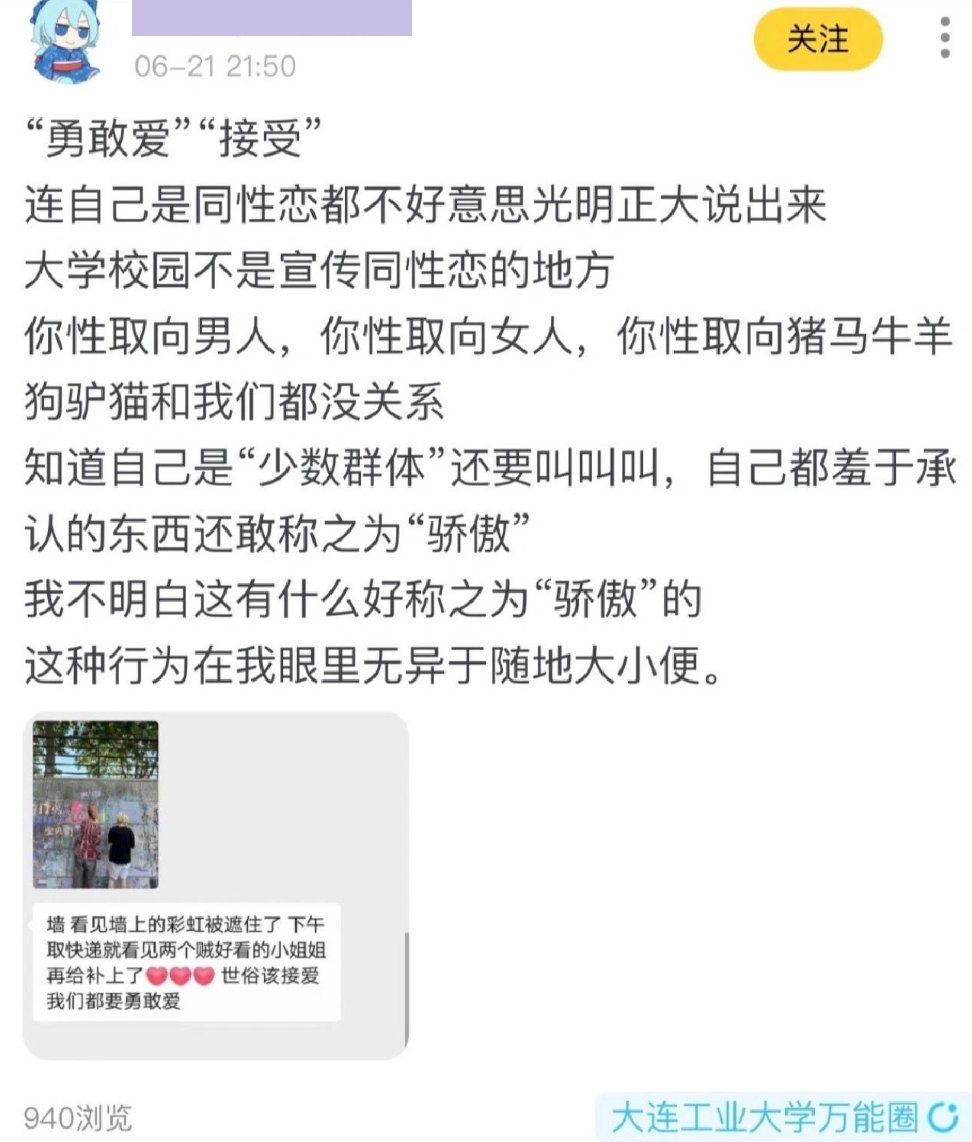 06-21 21:50
关注
“勇敢爱”“接受”
连自己是同性恋都不好意思光明正大说出来
大学校园不是宣传同性恋的地方
你性取向男人，你性取向女人，你性取向猪马牛羊
狗驴猫和我们都没关系
知道自己是“少数群体”还要叫叫叫，自己都羞于承
认的东西还敢称之为“骄傲”
我不明白这有什么好称之为“骄傲”的
这种行为在我眼里无异于随地大小便。
墙 看见墙上的彩虹被遮住了 下午
取快递就看见两个贼好看的小姐姐
再给补上了❤️❤️❤️ 世俗该接爱
我们都要勇敢爱
940浏览
大连工业大学万能圈